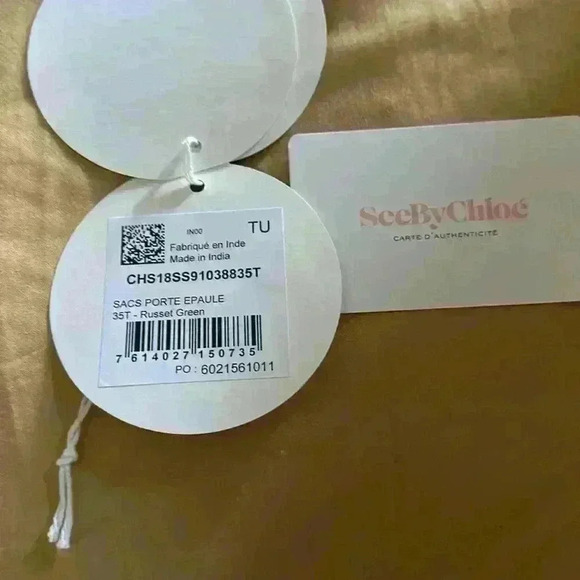 IN00
TU
Fabriqué en Inde
Made in India
CHS18SS91038835T
SACS PORTE EPAULE
35T - Russet Green
7 614027 150735
PO : 6021561011
SeeByChloé
CARTE D'AUTHENTICITÉ